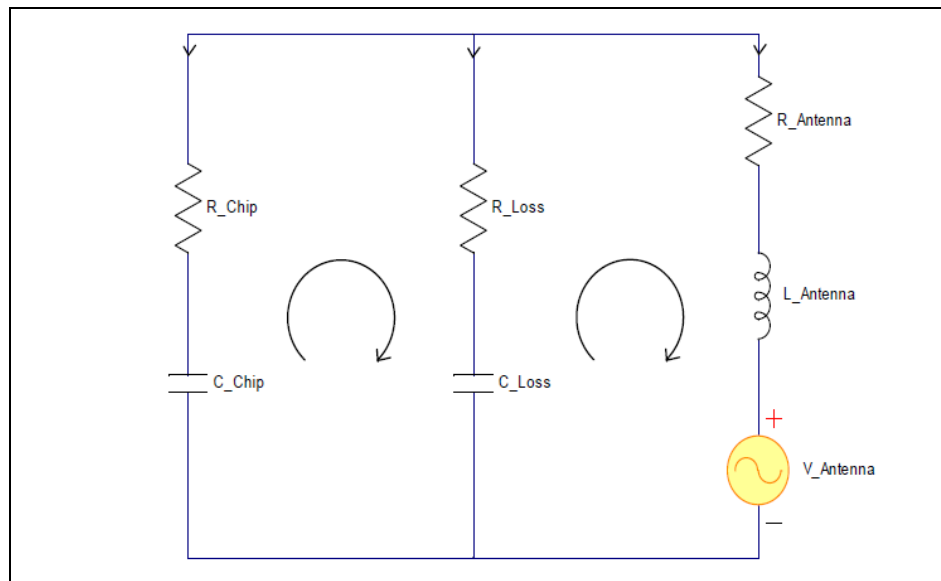 R_Antenna
R_Chip
R_Loss
L_Antenna
C_Chip
C_Loss
+
V_Antenna
−